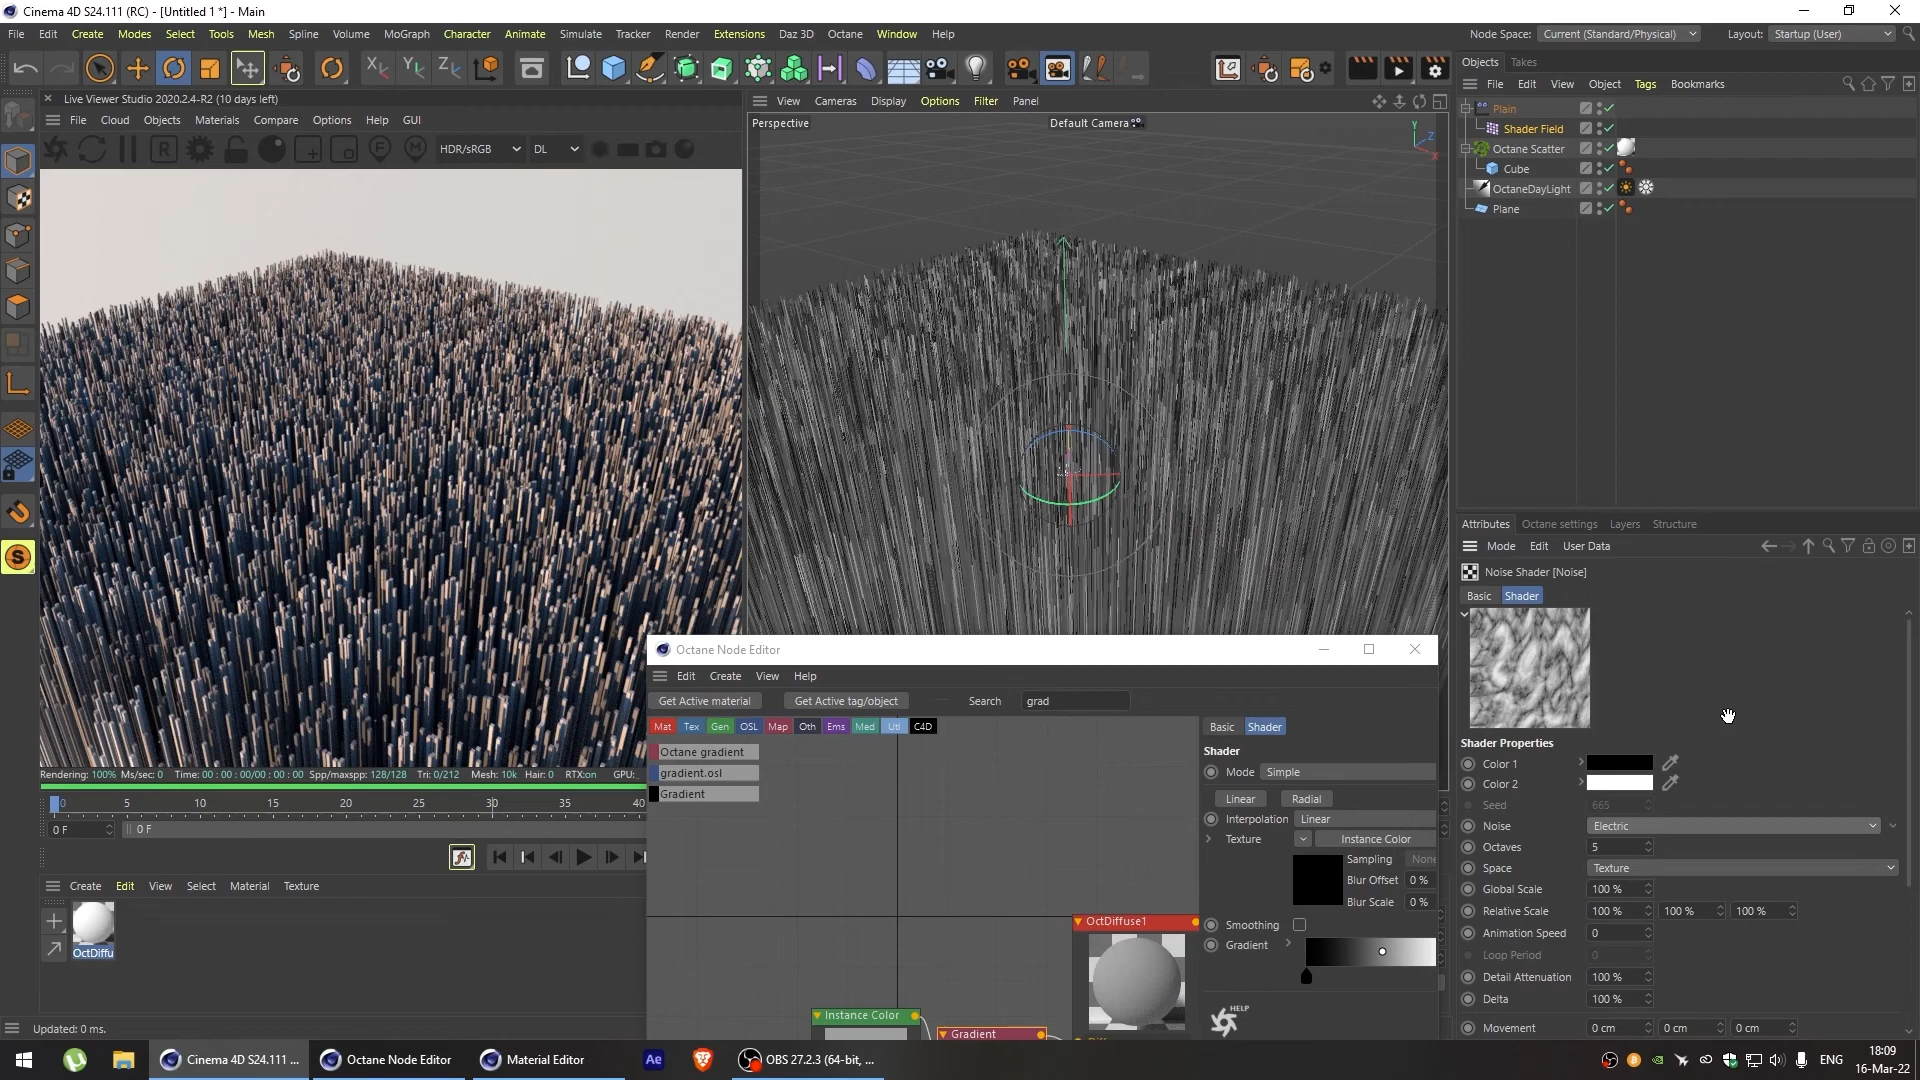 Cinema 4D S24.111 (RC) - [Untitled 1 *] - Main
File Edit Create Modes Select Tools Mesh Spline Volume MoGraph Character Animate Simulate Tracker Render Extensions Daz 3D Octane Window Help
Node Space: Current (Standard/Physical) Layout: Startup (User)
Live Viewer Studio 2020.2.4-R2 (10 days left)
File Cloud Objects Materials Compare Options Help GUI
HDR/sRGB DL
View Cameras Display Options Filter Panel
Perspective Default Camera
Y Z X
Objects Takes
File Edit View Object Tags Bookmarks
Plain
Shader Field
Octane Scatter
Cube
OctaneDayLight
Plane
Rendering: 100% Ms/sec: 0 Time: 00 : 00 : 00/00 : 00 : 00 Spp/maxspp: 128/128 Tri: 0/212 Mesh: 10k Hair: 0 RTX:on GPU:
0 5 10 15 20 25 30 35 40
0 F 0 F
Create Edit View Select Material Texture
OctDiffu
Updated: 0 ms.
Octane Node Editor
Edit Create View Help
Get Active material Get Active tag/object Search grad
Mat Tex Gen OSL Map Oth Ems Med Utl C4D
Octane gradient
gradient.osl
Gradient
Instance Color
Gradient
OctDiffuse1
Basic Shader
Shader
Mode Simple
Linear Radial
Interpolation Linear
Texture Instance Color
Sampling None
Blur Offset 0 %
Blur Scale 0 %
Smoothing
Gradient
HELP
Attributes Octane settings Layers Structure
Mode Edit User Data
Noise Shader [Noise]
Basic Shader
Shader Properties
Color 1
Color 2
Seed 665
Noise Electric
Octaves 5
Space Texture
Global Scale 100 %
Relative Scale 100 % 100 % 100 %
Animation Speed 0
Loop Period 0
Detail Attenuation 100 %
Delta 100 %
Movement 0 cm 0 cm 0 cm
Cinema 4D S24.111 ... Octane Node Editor Material Editor Ae OBS 27.2.3 (64-bit, ...
ENG
18:09
16-Mar-22